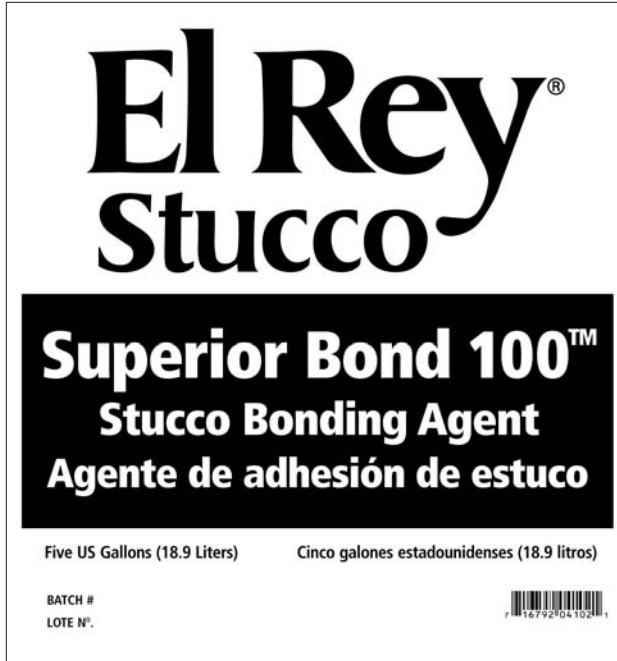 El Rey®
Stucco
Superior Bond 100™
Stucco Bonding Agent
Agente de adhesión de estuco
Five US Gallons (18.9 Liters) Cinco galones estadounidenses (18.9 litros)
BATCH #
LOTE Nº.
7 16792 04102 1